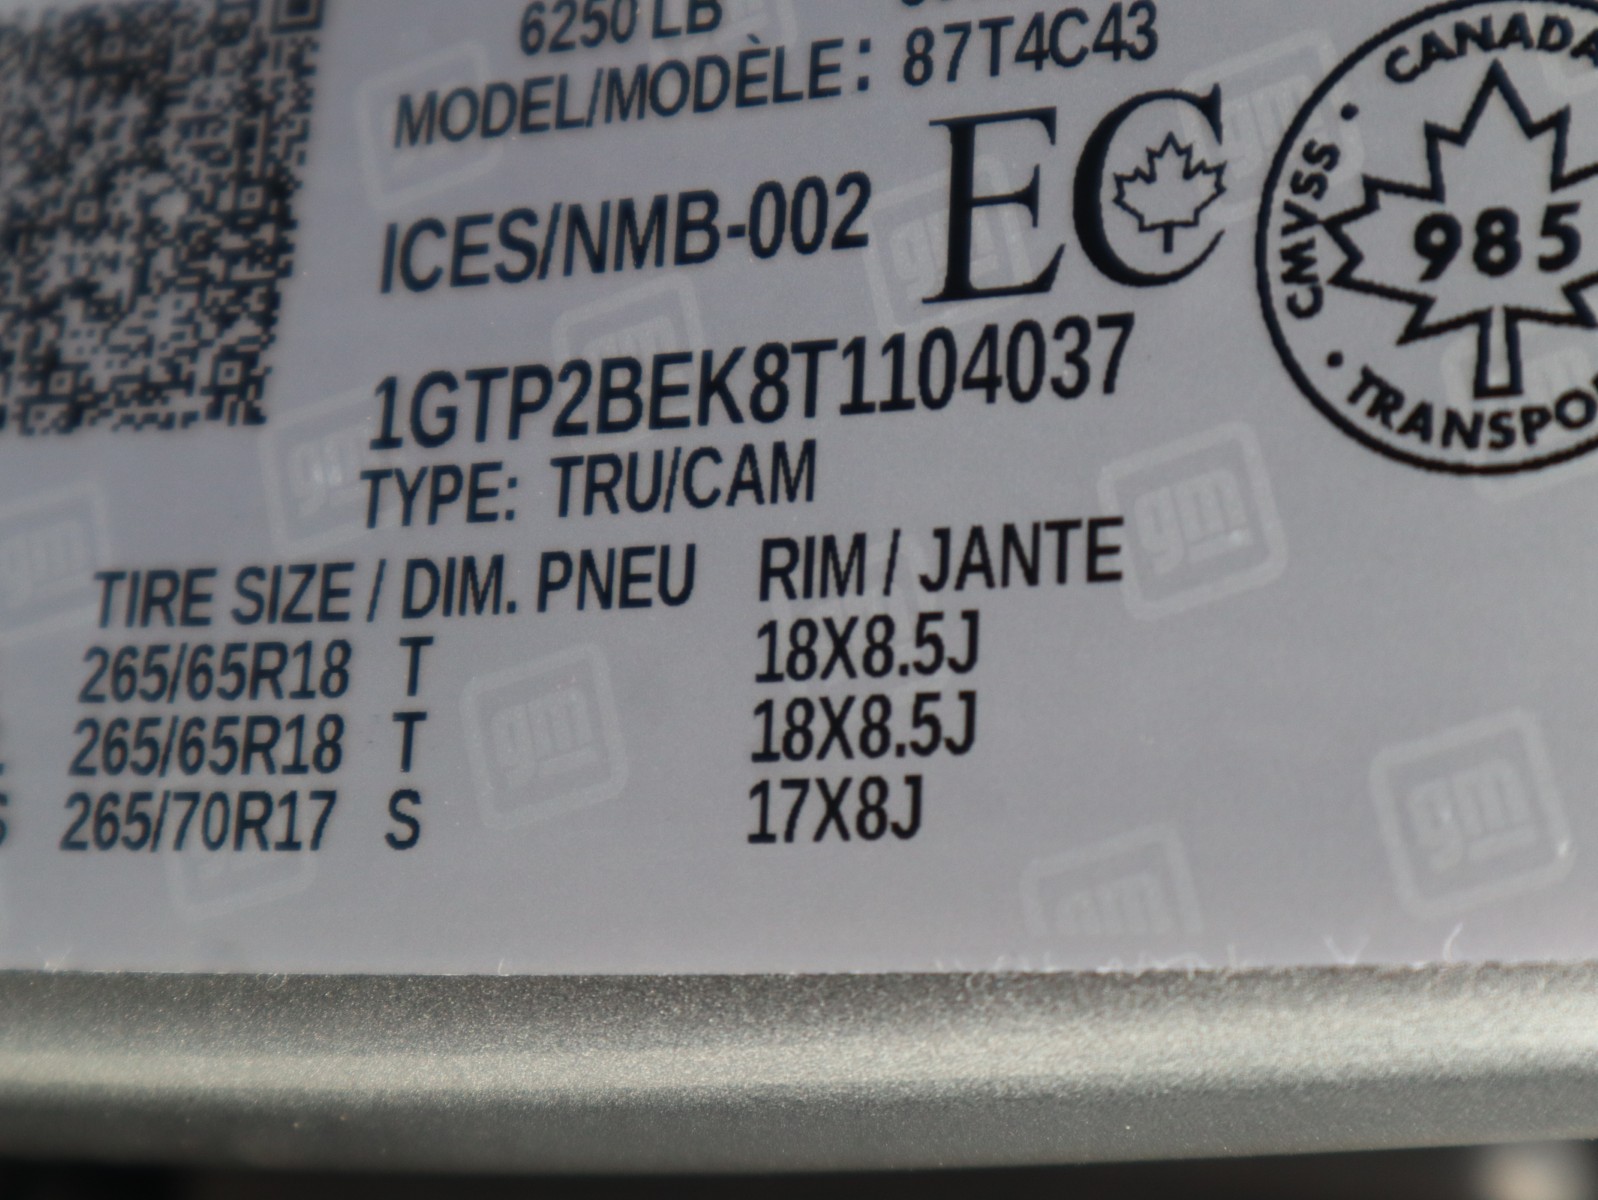 6250 LB
MODEL/MODÈLE: 87T4C43
ICES/NMB-002
EC
CANADA
CMVSS
985
1GTP2BEK8T1104037
TYPE: TRU/CAM
TIRE SIZE / DIM. PNEU RIM / JANTE
265/65R18 T 18X8.5J
265/65R18 T 18X8.5J
265/70R17 S 17X8J
gm